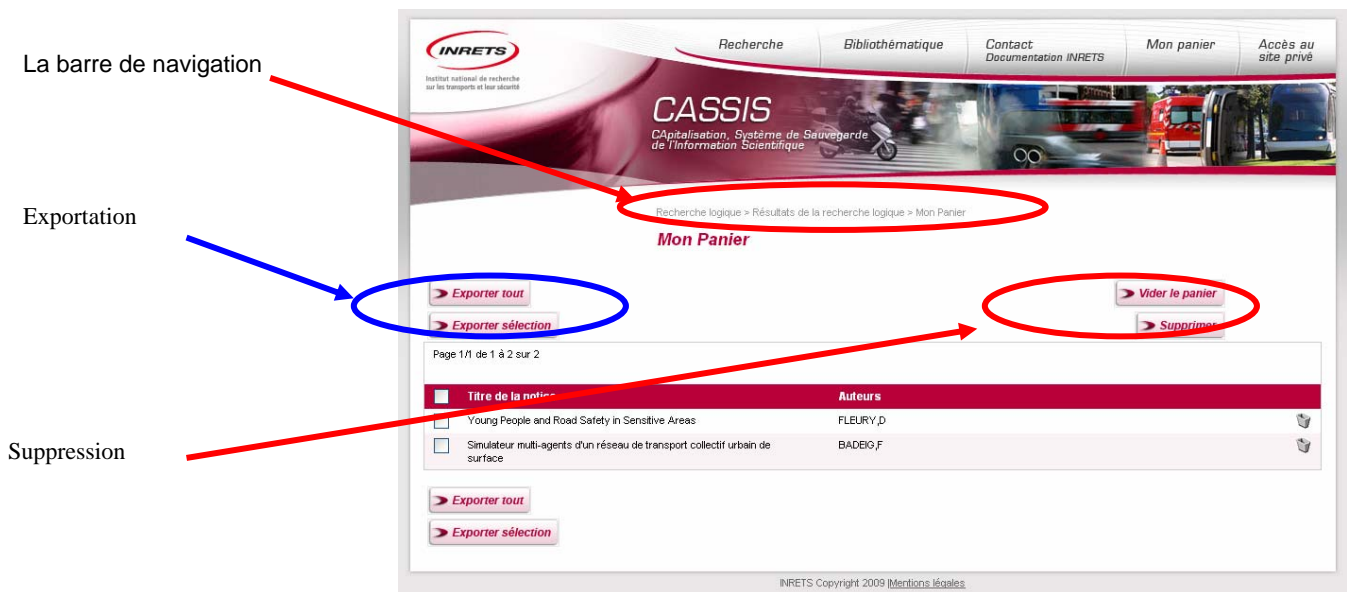 INRETS
Institut national de recherche
sur les transports et leur sécurité
Recherche
Bibliothématique
Contact
Documentation INRETS
Mon panier
Accès au
site privé
La barre de navigation
CASSIS
CApitalisation, Système de Sauvegarde
de l'Information Scientifique
Exportation
Recherche logique > Résultats de la recherche logique > Mon Panier
Mon Panier
Exporter tout
Vider le panier
Exporter sélection
Supprimer
Page 1/1 de 1 à 2 sur 2
Titre de la notice
Auteurs
Young People and Road Safety in Sensitive Areas
FLEURY,D
Suppression
Simulateur multi-agents d'un réseau de transport collectif urbain de
surface
BADEIG,F
Exporter tout
Exporter sélection
INRETS Copyright 2009 |Mentions légales